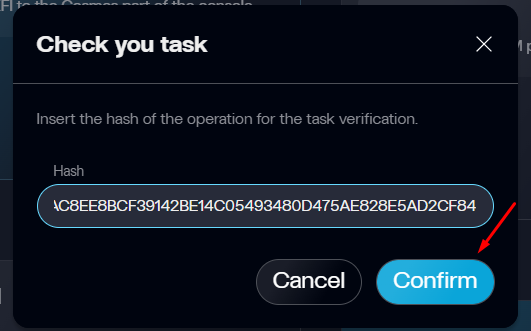 FI to the Cosmos part of the console
Check you task
Insert the hash of the operation for the task verification.
Hash
AC8EE8BCF39142BE14C05493480D475AE828E5AD2CF84
Cancel
Confirm